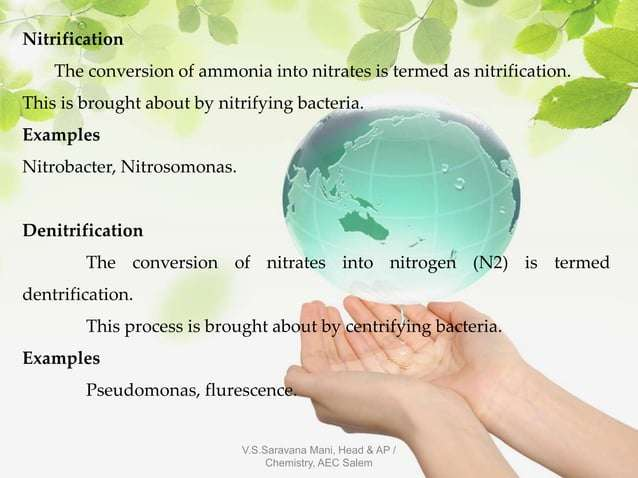 Nitrification
The conversion of ammonia into nitrates is termed as nitrification.
This is brought about by nitrifying bacteria.
Examples
Nitrobacter, Nitrosomonas.
Denitrification
The conversion of nitrates into nitrogen (N2) is termed
dentrification.
This process is brought about by centrifying bacteria.
Examples
Pseudomonas, flurescence.
V.S.Saravana Mani, Head & AP /
Chemistry, AEC Salem